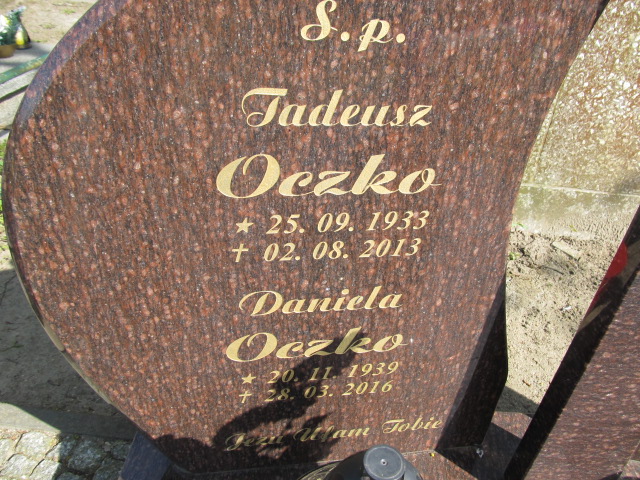 Ś.p.
Tadeusz
Oczko
★ 25. 09. 1933
✝ 02. 08. 2013
Daniela
Oczko
★ 20. 11. 1939
✝ 28. 03. 2016
Jezu Ufam Tobie